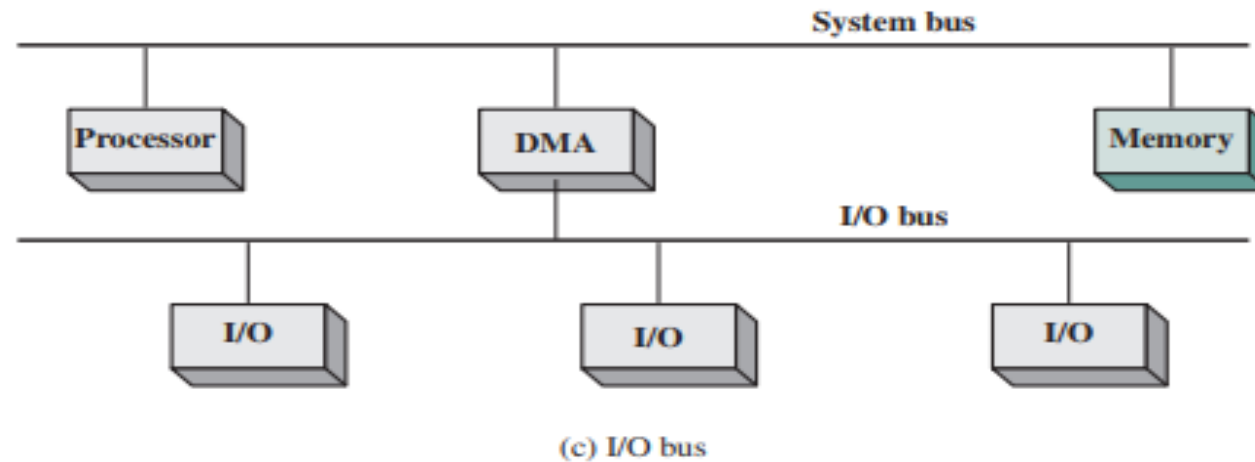 System bus
Processor
DMA
Memory
I/O bus
I/O
I/O
I/O
(c) I/O bus